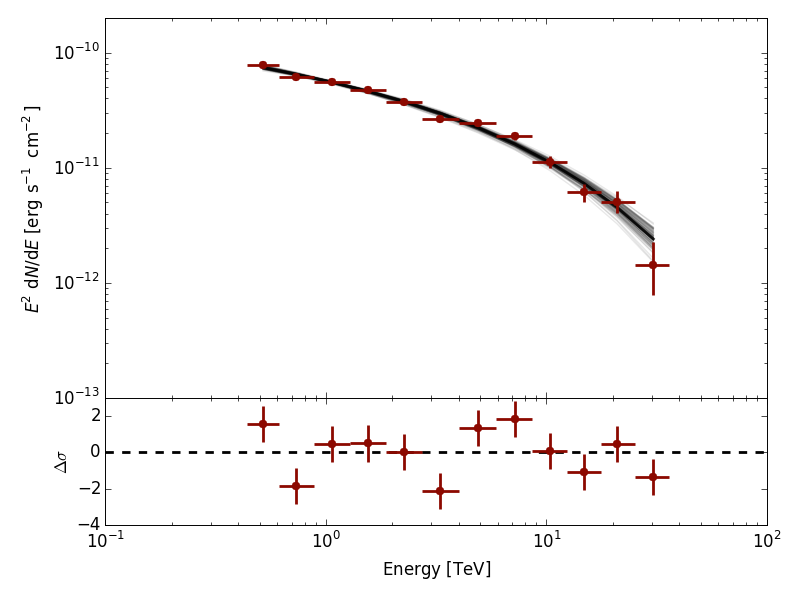 10⁻¹⁰
10⁻¹¹
10⁻¹²
10⁻¹³
E² dN/dE [erg s⁻¹ cm⁻²]
2
0
−2
−4
Δσ
10⁻¹ 10⁰ 10¹ 10²
Energy [TeV]